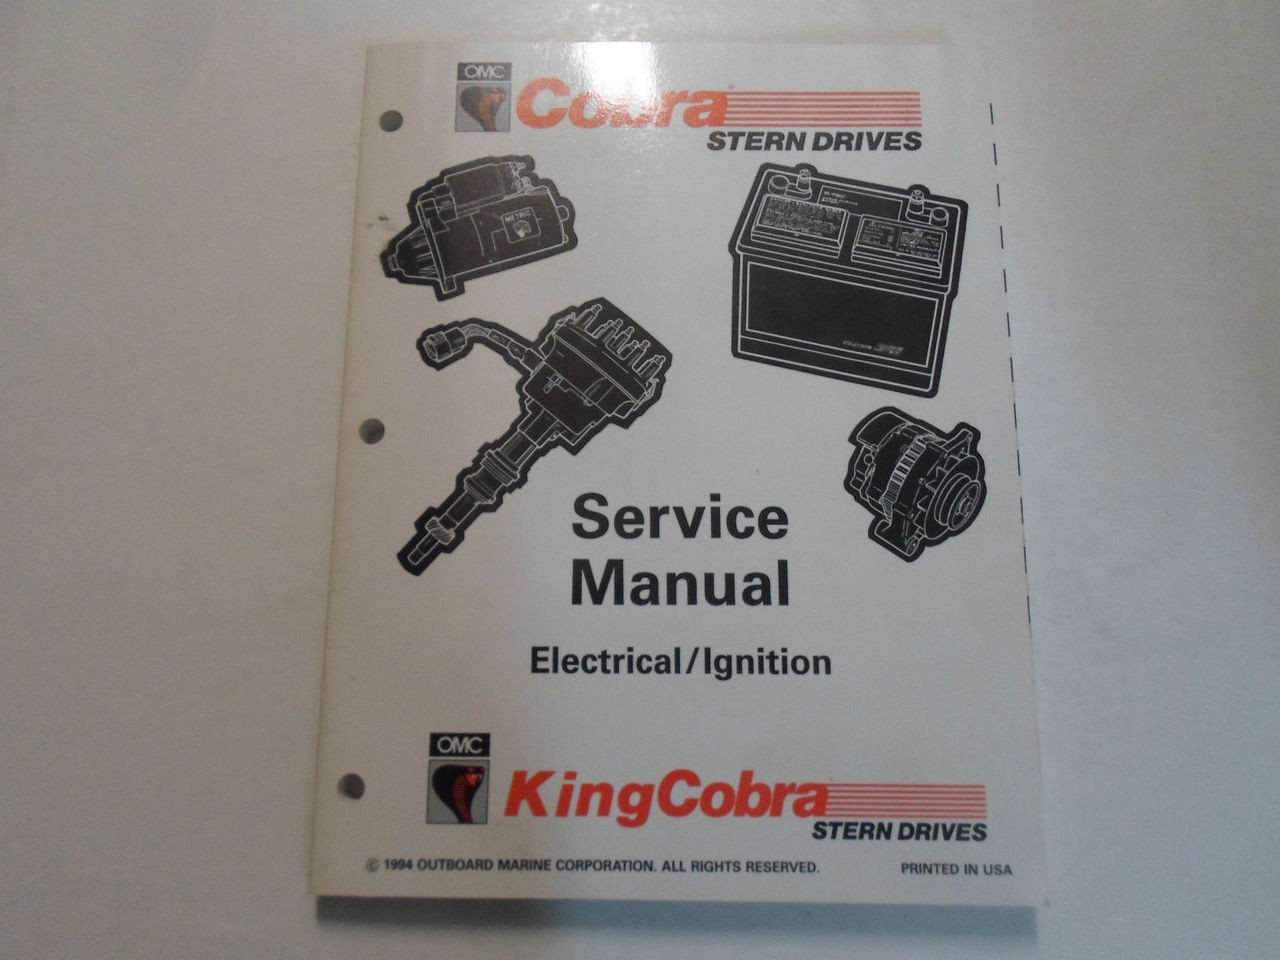 OMC
Cobra
STERN DRIVES
METRIC
Service
Manual
Electrical/Ignition
OMC
KingCobra
STERN DRIVES
© 1994 OUTBOARD MARINE CORPORATION. ALL RIGHTS RESERVED.
PRINTED IN USA